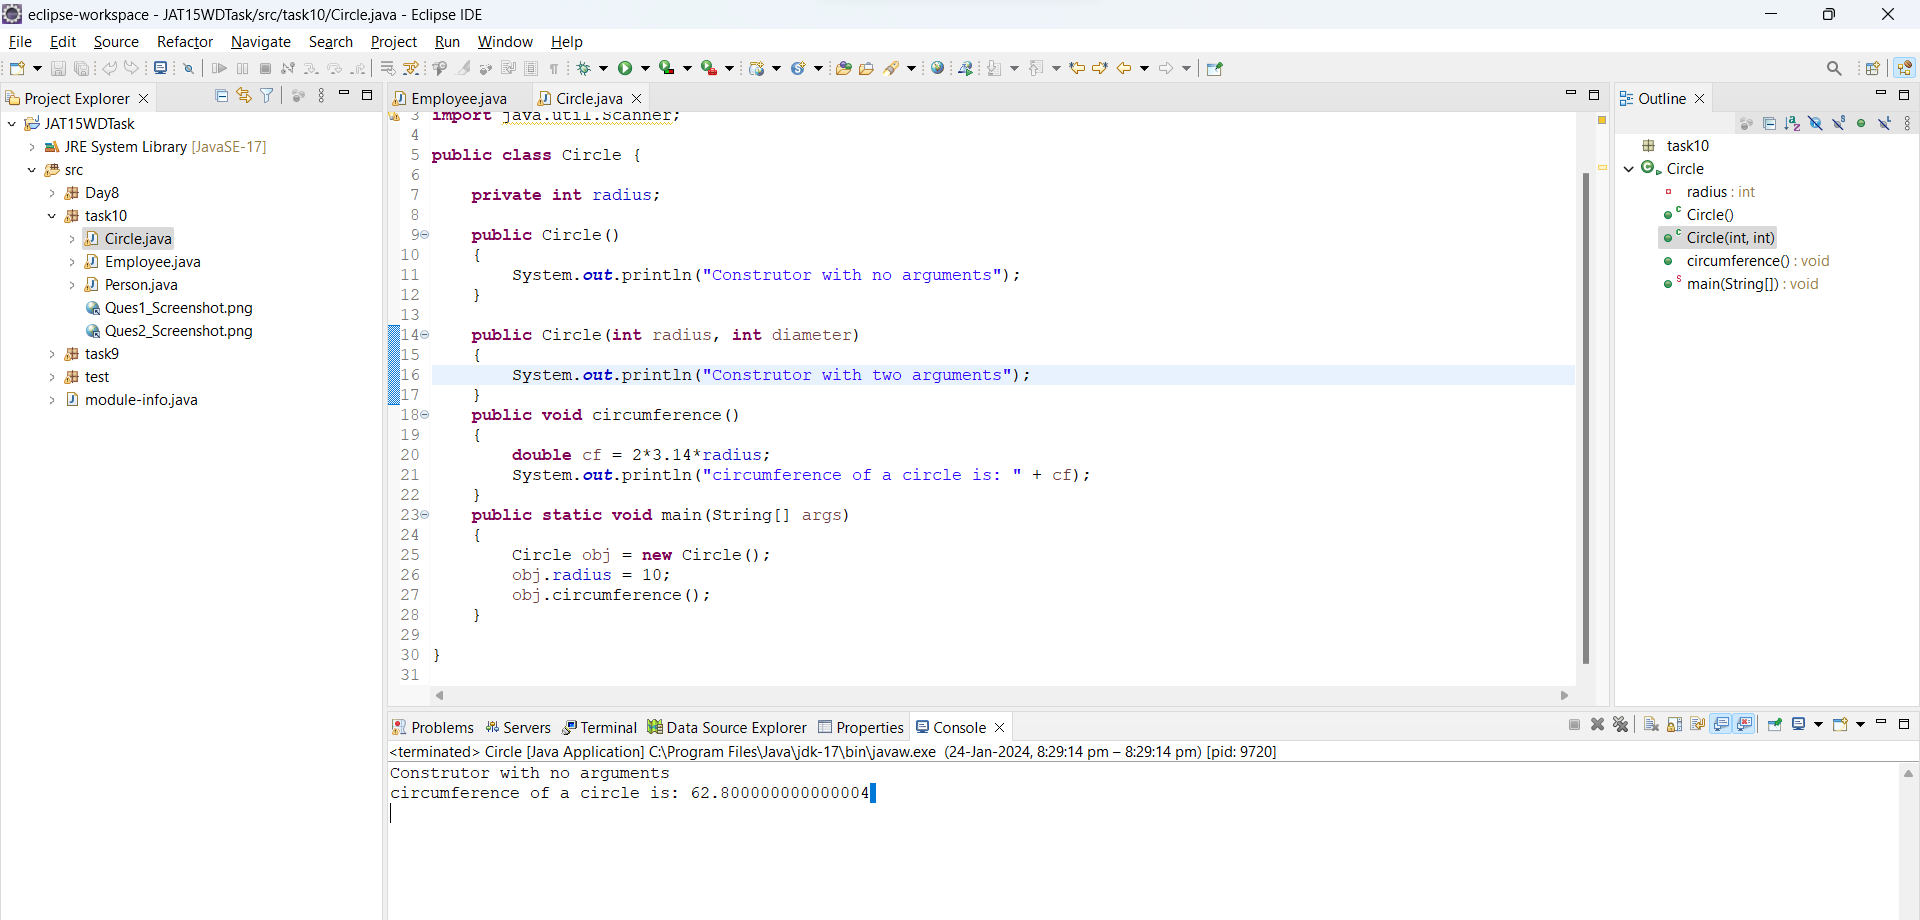 eclipse-workspace - JAT15WDTask/src/task10/Circle.java - Eclipse IDE
File Edit Source Refactor Navigate Search Project Run Window Help
Project Explorer
JAT15WDTask
JRE System Library [JavaSE-17]
src
Day8
task10
Circle.java
Employee.java
Person.java
Ques1_Screenshot.png
Ques2_Screenshot.png
task9
test
module-info.java
Employee.java Circle.java
3 import java.util.Scanner;
4
5 public class Circle {
6
7 private int radius;
8
9 public Circle()
10 {
11 System.out.println("Construtor with no arguments");
12 }
13
14 public Circle(int radius, int diameter)
15 {
16 System.out.println("Construtor with two arguments");
17 }
18 public void circumference()
19 {
20 double cf = 2*3.14*radius;
21 System.out.println("circumference of a circle is: " + cf);
22 }
23 public static void main(String[] args)
24 {
25 Circle obj = new Circle();
26 obj.radius = 10;
27 obj.circumference();
28 }
29
30 }
31
Outline
task10
Circle
radius : int
Circle()
Circle(int, int)
circumference() : void
main(String[]) : void
Problems Servers Terminal Data Source Explorer Properties Console
<terminated> Circle [Java Application] C:\Program Files\Java\jdk-17\bin\javaw.exe (24-Jan-2024, 8:29:14 pm – 8:29:14 pm) [pid: 9720]
Construtor with no arguments
circumference of a circle is: 62.800000000000004